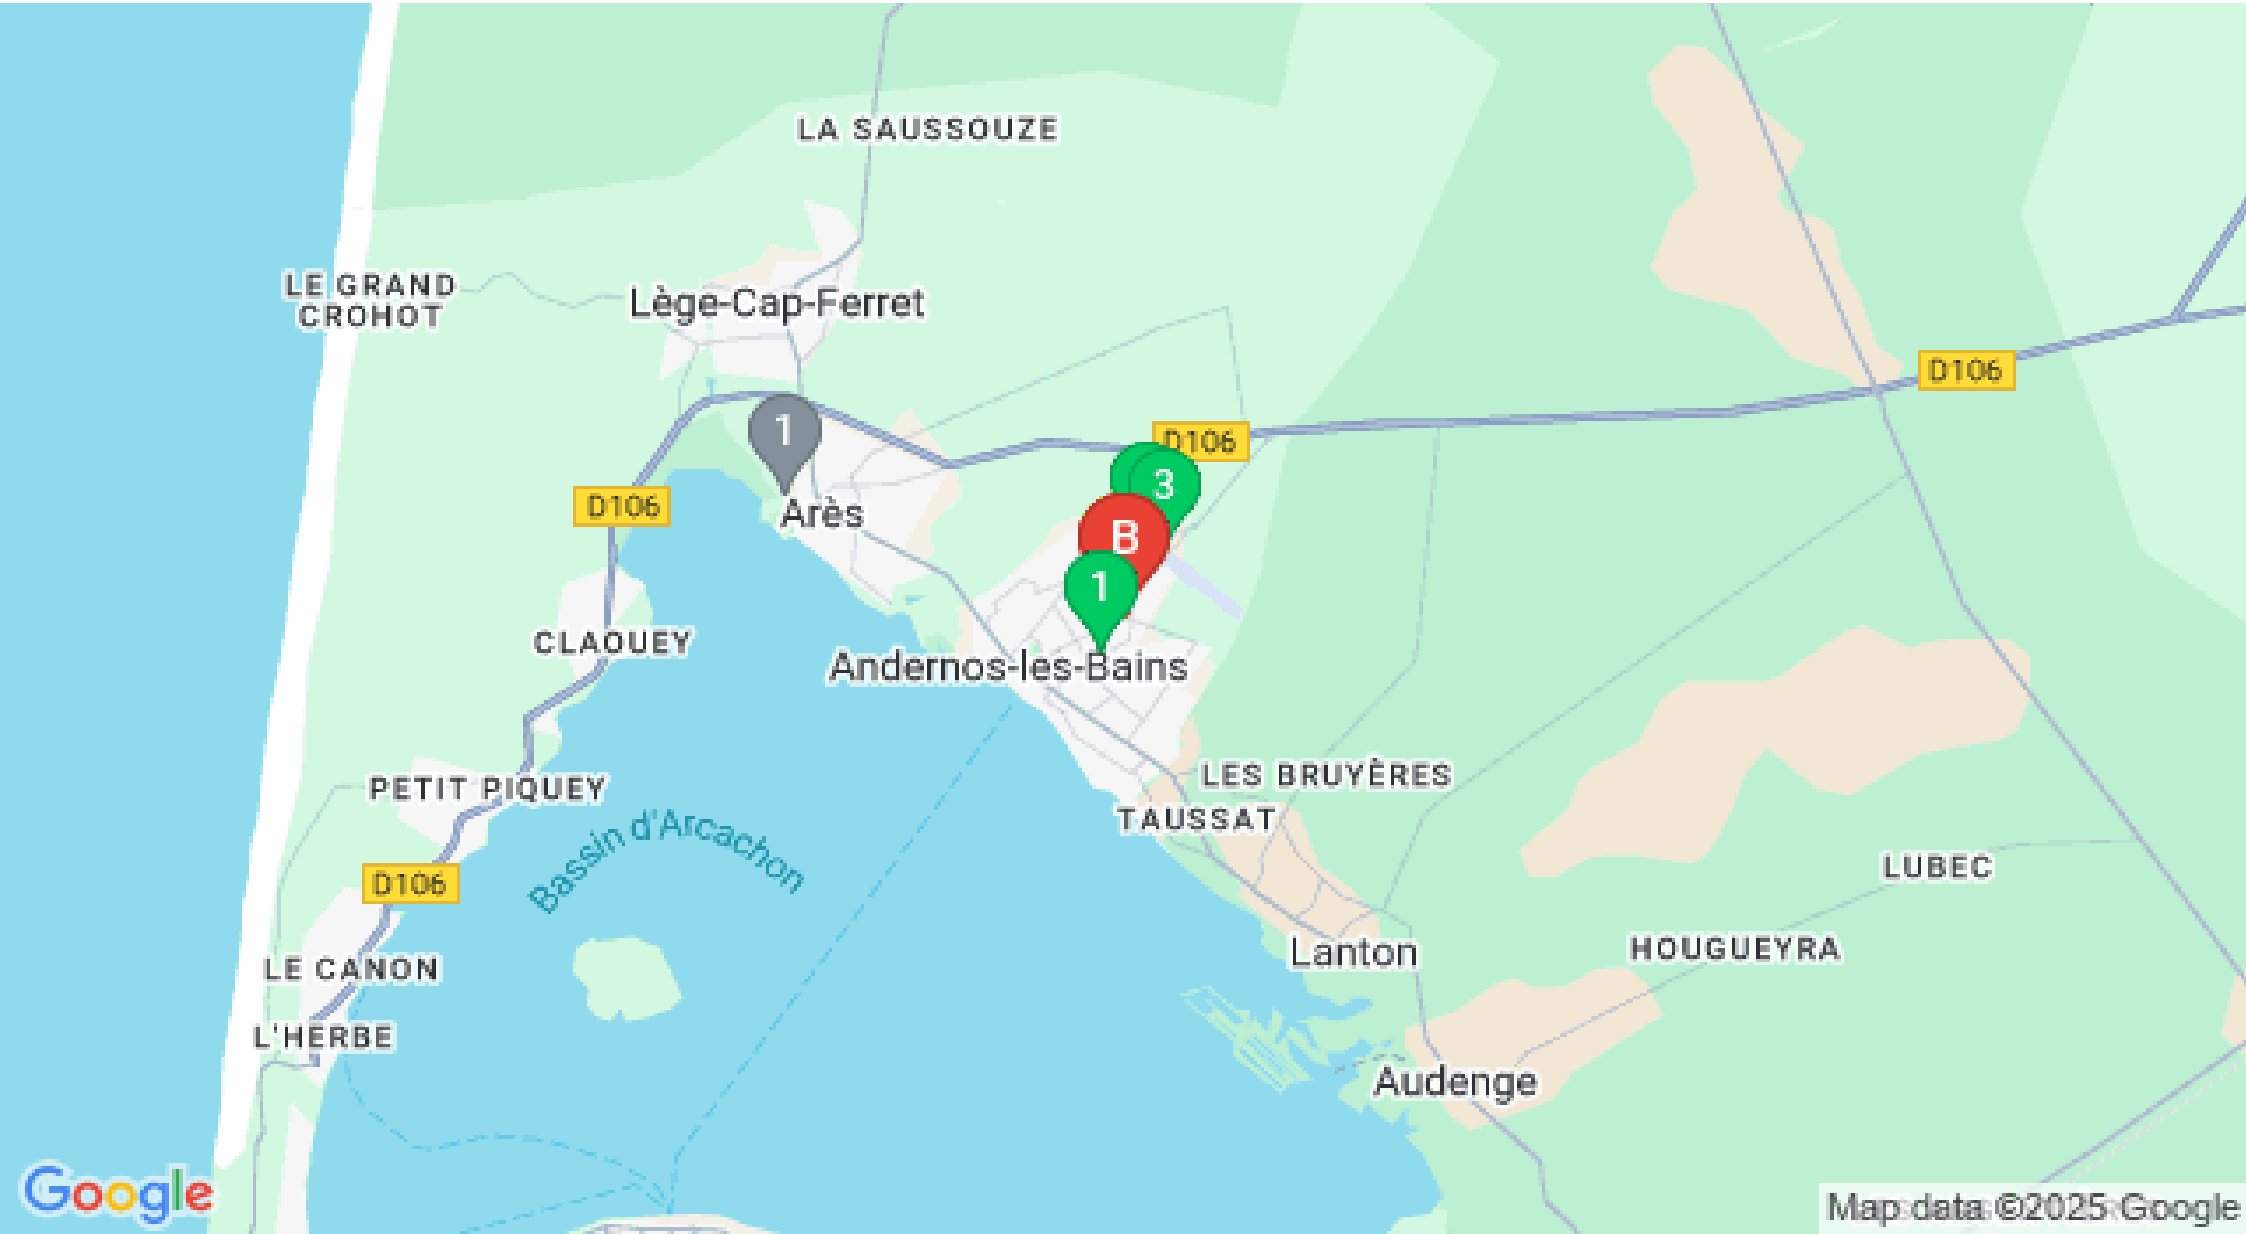 LA SAUSSOUZE
LE GRAND
CROHOT
Lège-Cap-Ferret
D106
1
D106
3
D106
Arès
B
1
CLAOUEY
Andernos-les-Bains
PETIT PIQUEY
LES BRUYÈRES
TAUSSAT
Bassin d'Arcachon
D106
LUBEC
LE CANON
Lanton
HOUGUEYRA
L'HERBE
Audenge
Google
Map data ©2025 Google